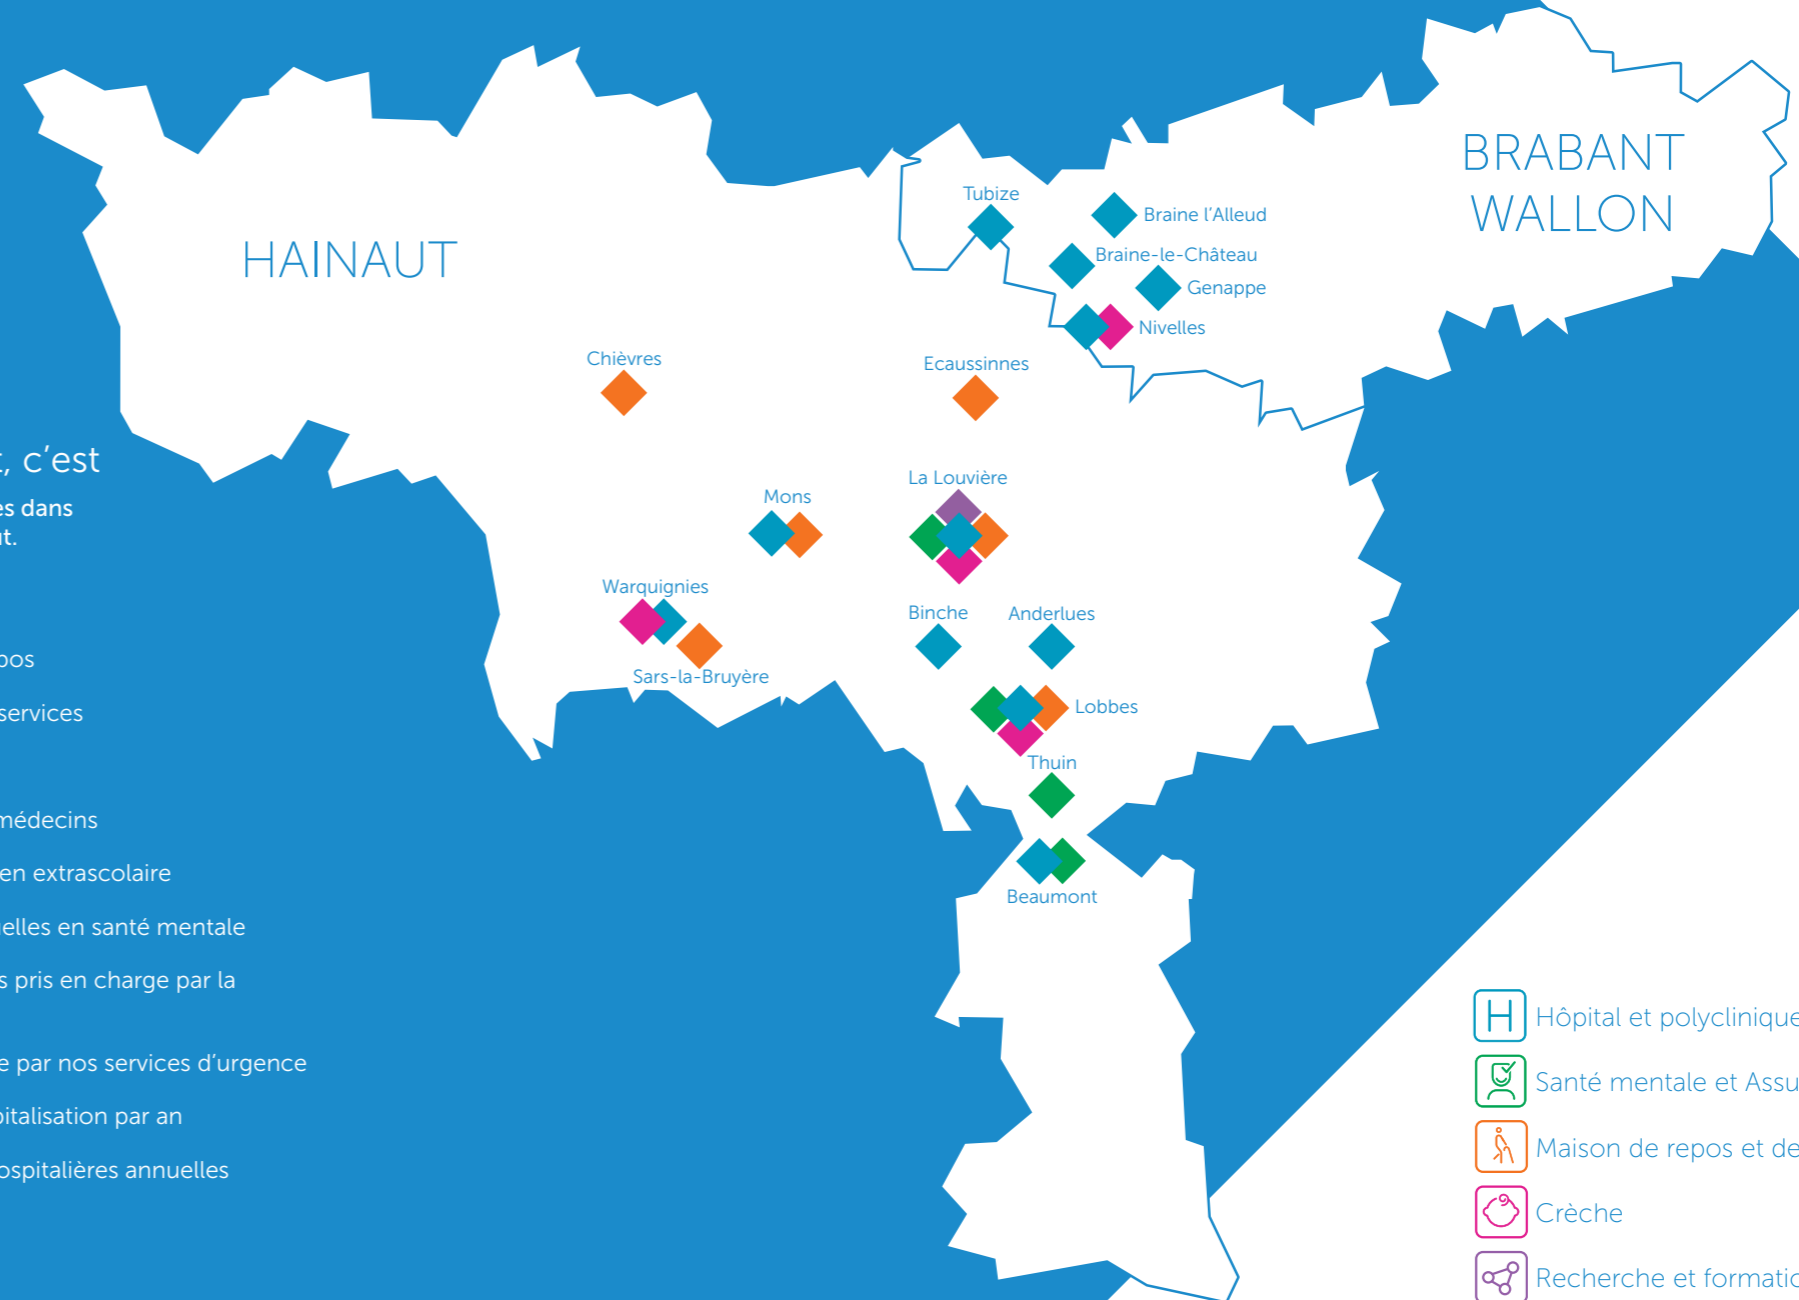 HAINAUT
BRABANT
WALLON
Tubize
Braine l'Alleud
Braine-le-Château
Genappe
Nivelles
Chièvres
Ecaussinnes
La Louvière
Mons
Warquignies
Sars-la-Bruyère
Binche
Anderlues
Lobbes
Thuin
Beaumont
, c'est
es dans
t.
pos
services
médecins
en extrascolaire
elles en santé mentale
s pris en charge par la
e par nos services d'urgence
pitalisation par an
ospitalières annuelles
H
Hôpital et polyclinique
Santé mentale et Assu
Maison de repos et de
Crèche
Recherche et formatio